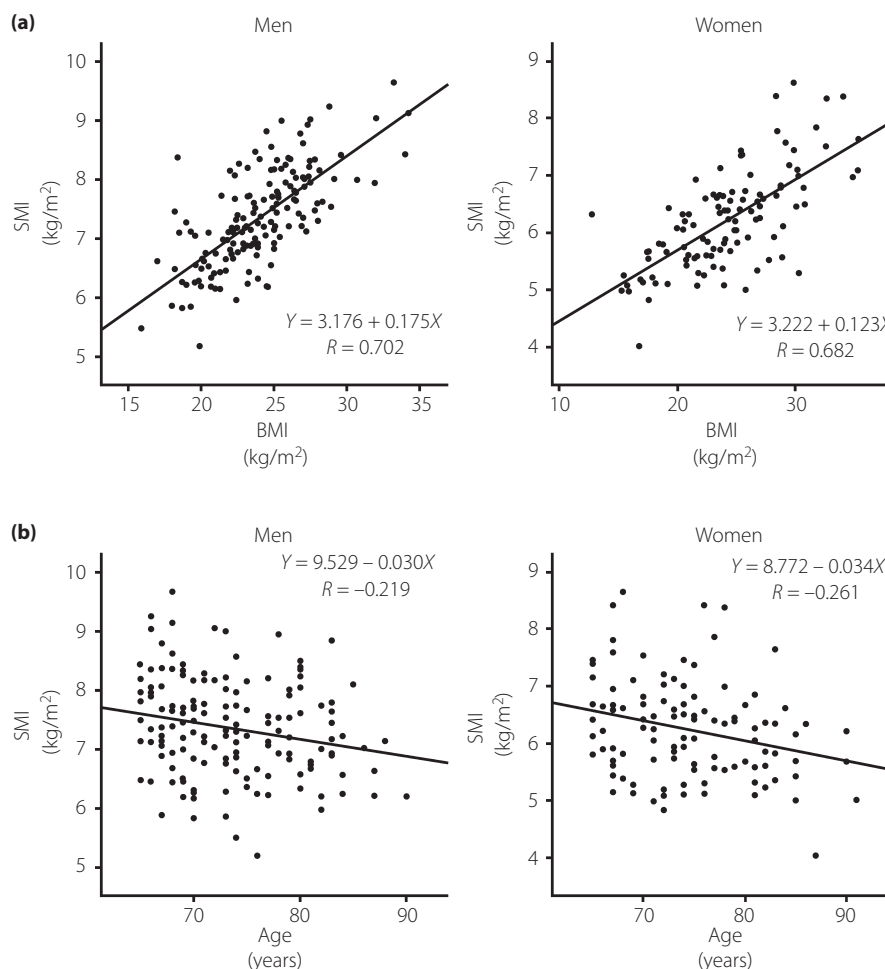 (a)
Men
Women
10
9
8
7
6
5
SMI
(kg/m²)
Y = 3.176 + 0.175X
R = 0.702
15 20 25 30 35
BMI
(kg/m²)
9
8
7
6
5
4
SMI
(kg/m²)
Y = 3.222 + 0.123X
R = 0.682
10 20 30
BMI
(kg/m²)
(b)
Men
Women
Y = 9.529 – 0.030X
R = –0.219
10
9
8
7
6
5
SMI
(kg/m²)
70 80 90
Age
(years)
Y = 8.772 – 0.034X
R = –0.261
9
8
7
6
5
4
SMI
(kg/m²)
70 80 90
Age
(years)